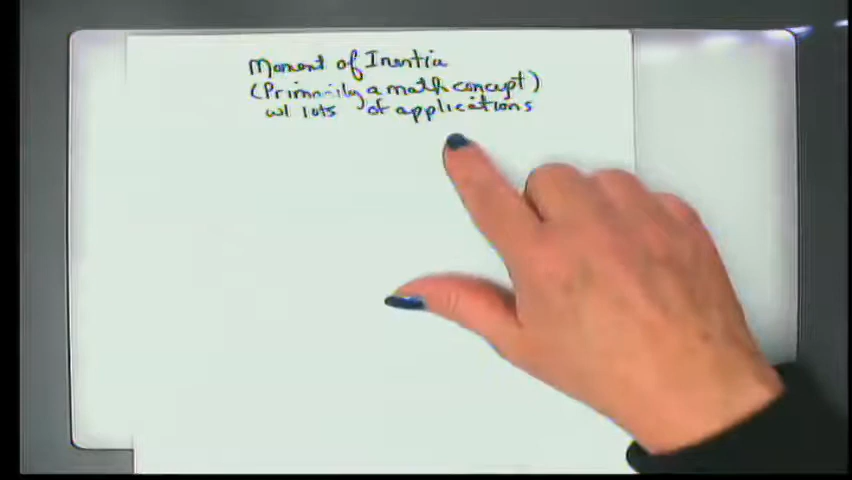 Moment of Inertia
(Primarily a math concept)
w/ lots of applications